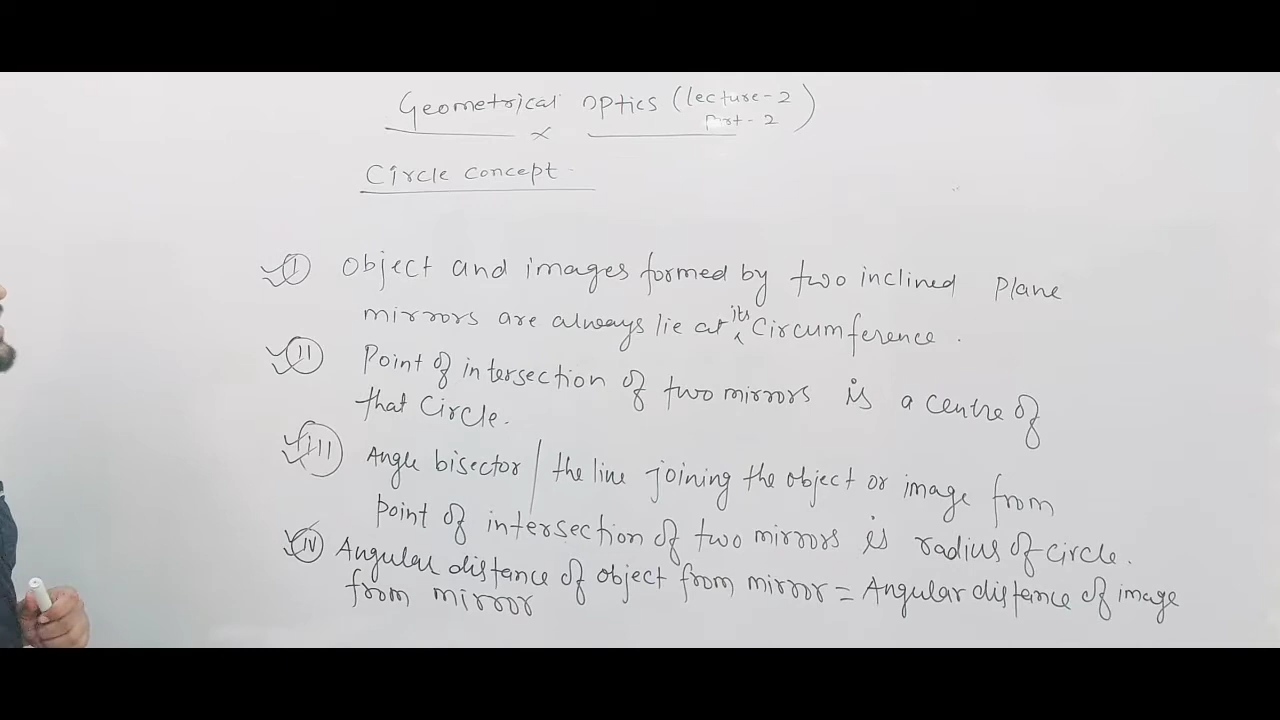 Geometrical optics (lecture-2
part-2)
×
Circle concept
I Object and images formed by two inclined plane
mirrors are always lie at its circumference.
II Point of intersection of two mirrors is a centre of
that circle.
III Angle bisector / the line joining the object or image from
point of intersection of two mirrors is radius of circle.
IV Angular distance of object from mirror = Angular distance of image
from mirror